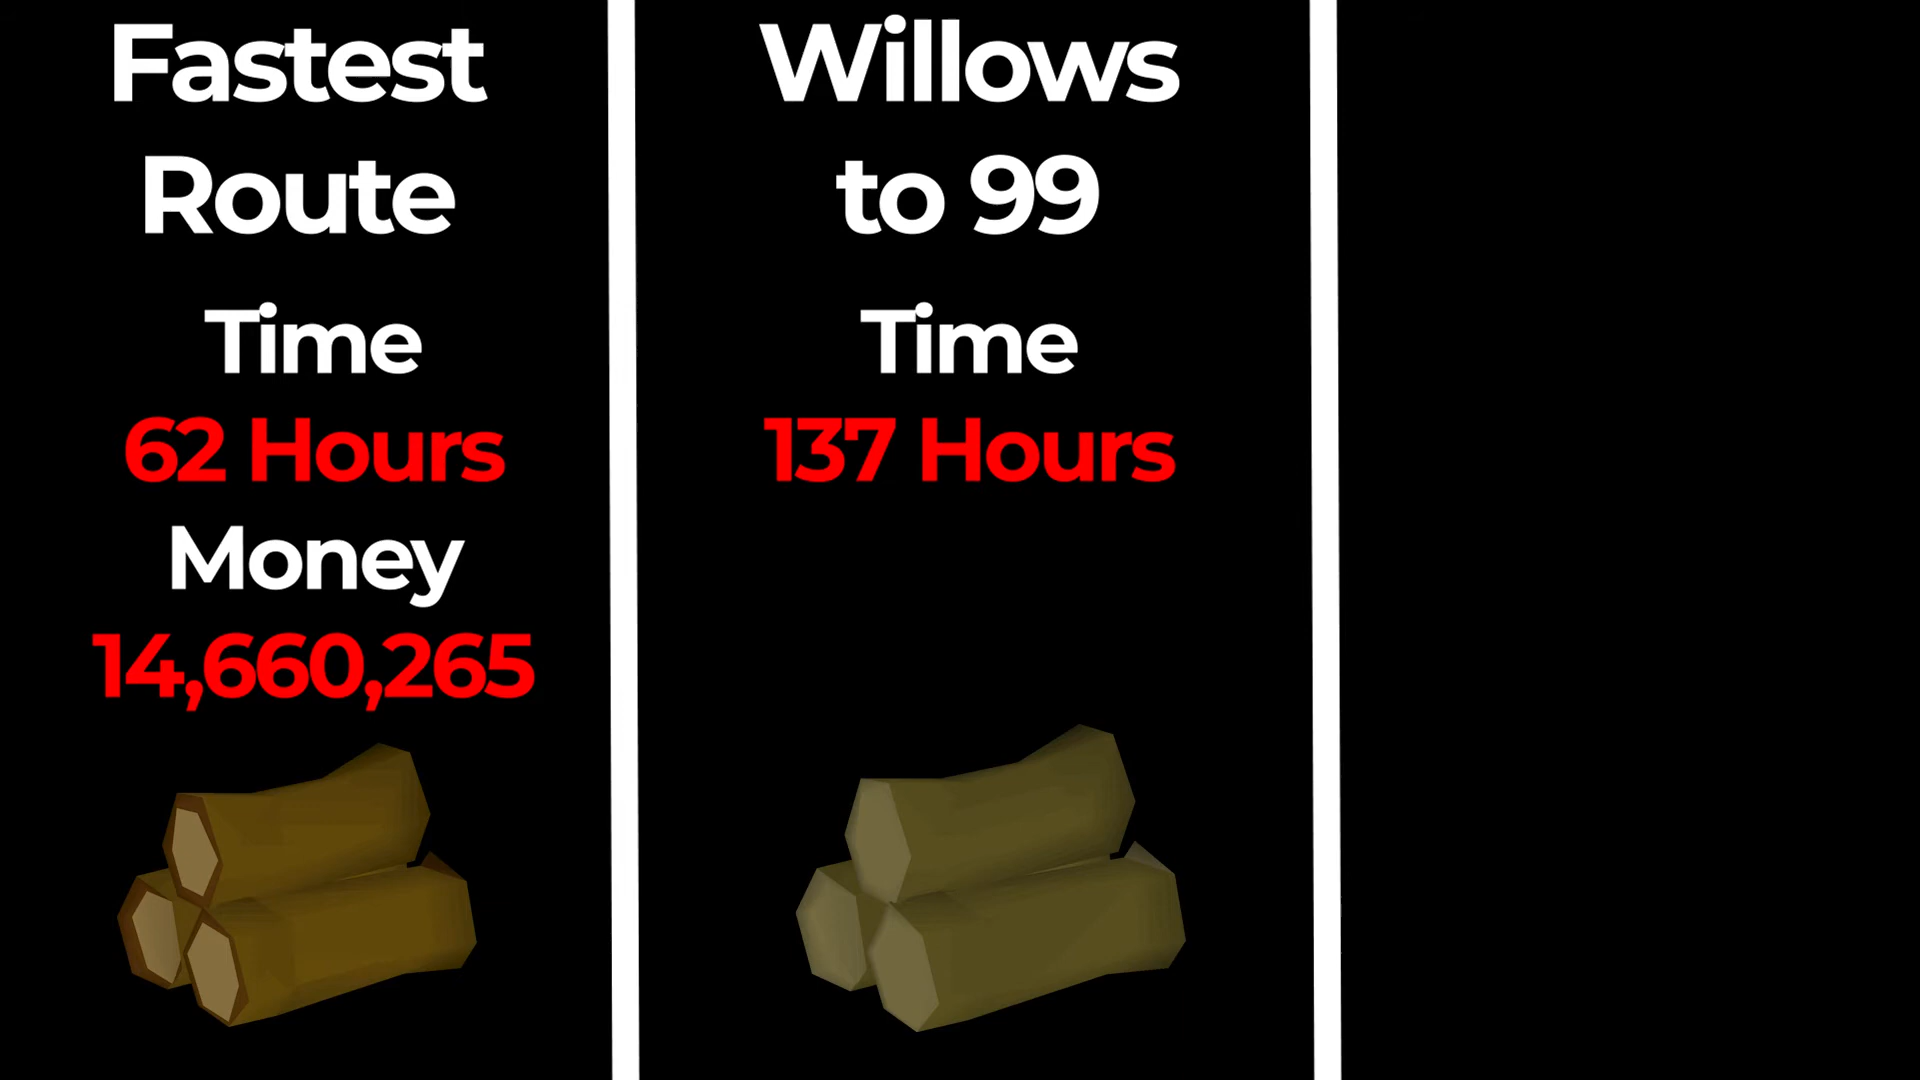 Fastest
Route
Time
62 Hours
Money
14,660,265
Willows
to 99
Time
137 Hours